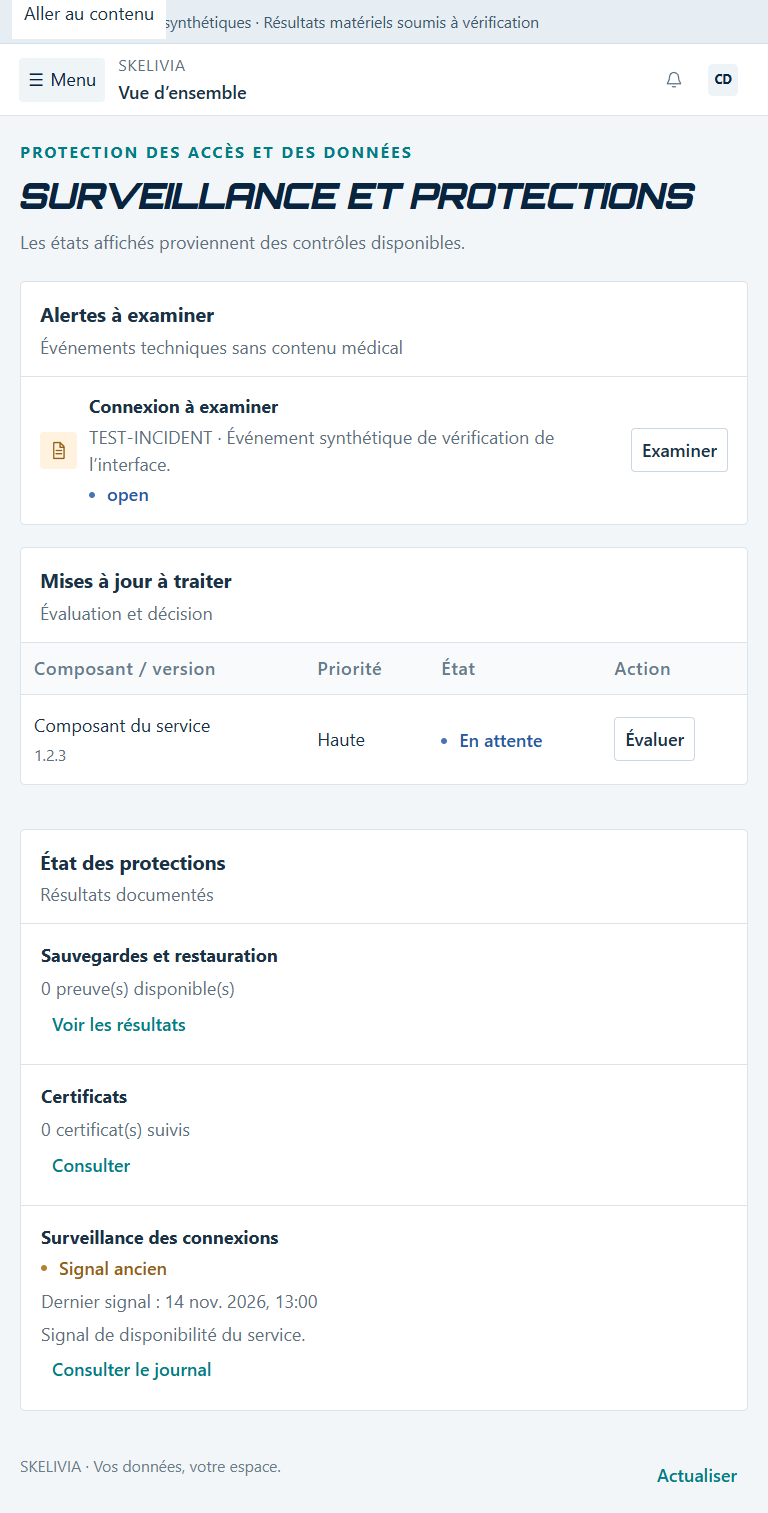 Aller au contenu
synthétiques · Résultats matériels soumis à vérification
☰ Menu
SKELIVIA
Vue d’ensemble
CD
PROTECTION DES ACCÈS ET DES DONNÉES
SURVEILLANCE ET PROTECTIONS
Les états affichés proviennent des contrôles disponibles.
Alertes à examiner
Événements techniques sans contenu médical
Connexion à examiner
TEST-INCIDENT · Événement synthétique de vérification de
l’interface.
• open
Examiner
Mises à jour à traiter
Évaluation et décision
Composant / version Priorité État Action
Composant du service
1.2.3
Haute
• En attente
Évaluer
État des protections
Résultats documentés
Sauvegardes et restauration
0 preuve(s) disponible(s)
Voir les résultats
Certificats
0 certificat(s) suivis
Consulter
Surveillance des connexions
• Signal ancien
Dernier signal : 14 nov. 2026, 13:00
Signal de disponibilité du service.
Consulter le journal
SKELIVIA · Vos données, votre espace.
Actualiser